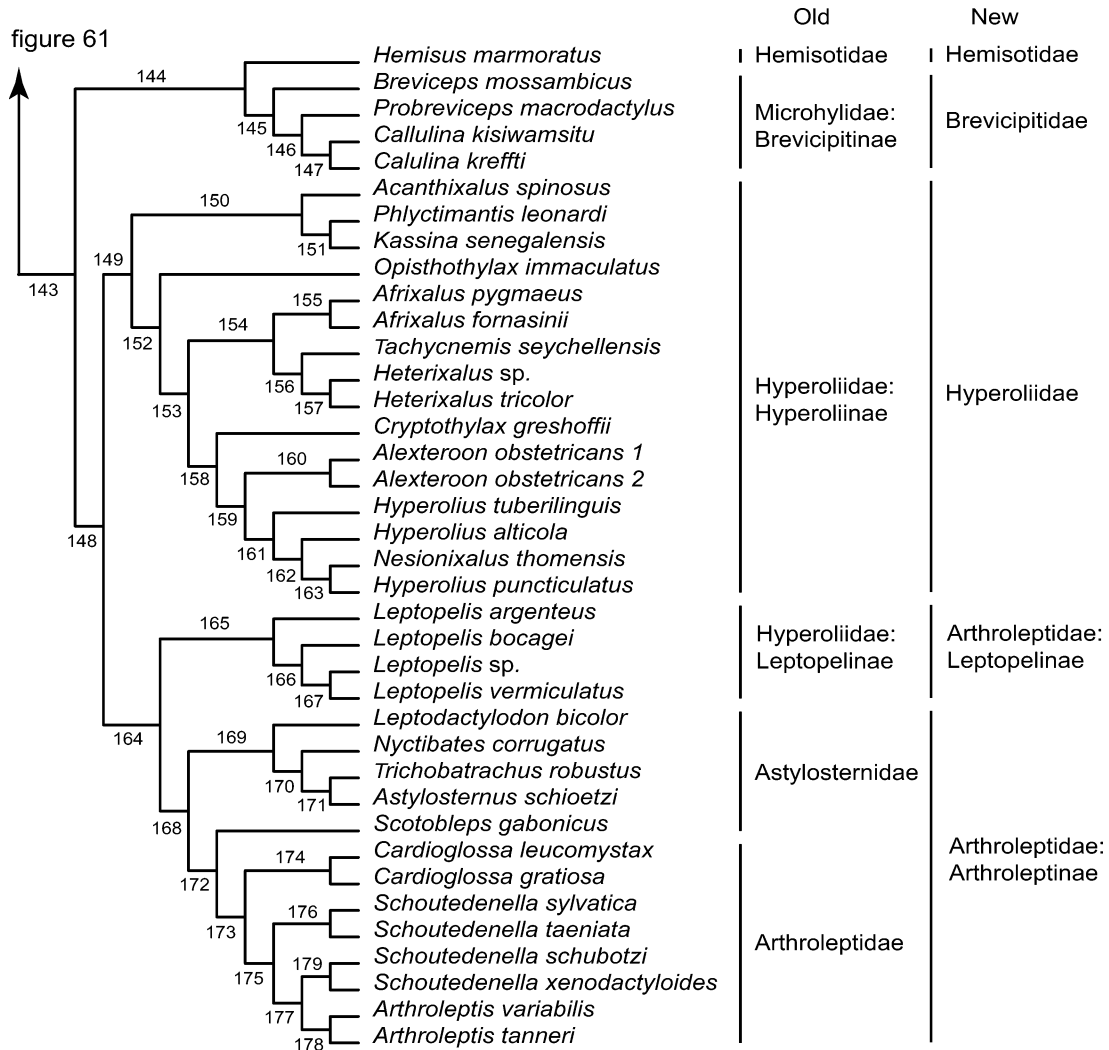 Old New
figure 61
Hemisus marmoratus Hemisotidae Hemisotidae
144
Breviceps mossambicus
Probreviceps macrodactylus Microhylidae: Brevicipitidae
145
Callulina kisiwamsitu Brevicipitinae
146
Calulina kreffti
147
Acanthixalus spinosus
150
Phlyctimantis leonardi
Kassina senegalensis
151
149
Opisthothylax immaculatus
143
Afrixalus pygmaeus
155
Afrixalus fornasinii
154
152
Tachycnemis seychellensis
Heterixalus sp.
156
Heterixalus tricolor
157
153
Hyperoliidae: Hyperoliidae
Hyperoliinae
Cryptothylax greshoffii
Alexteroon obstetricans 1
160
158
Alexteroon obstetricans 2
Hyperolius tuberilinguis
159
Hyperolius alticola
148
161
Nesionixalus thomensis
162
Hyperolius puncticulatus
163
Leptopelis argenteus
165
Leptopelis bocagei Hyperoliidae: Arthroleptidae:
Leptopelis sp. Leptopelinae Leptopelinae
166
Leptopelis vermiculatus
167
Leptodactylodon bicolor
164
169
Nyctibates corrugatus
Trichobatrachus robustus Astylosternidae
170
Astylosternus schioetzi
171
Scotobleps gabonicus
168
Cardioglossa leucomystax Arthroleptidae:
174
Cardioglossa gratiosa Arthroleptinae
172
Schoutedenella sylvatica
176
Schoutedenella taeniata
173
Arthroleptidae
Schoutedenella schubotzi
179
175
Schoutedenella xenodactyloides
Arthroleptis variabilis
177
Arthroleptis tanneri
178